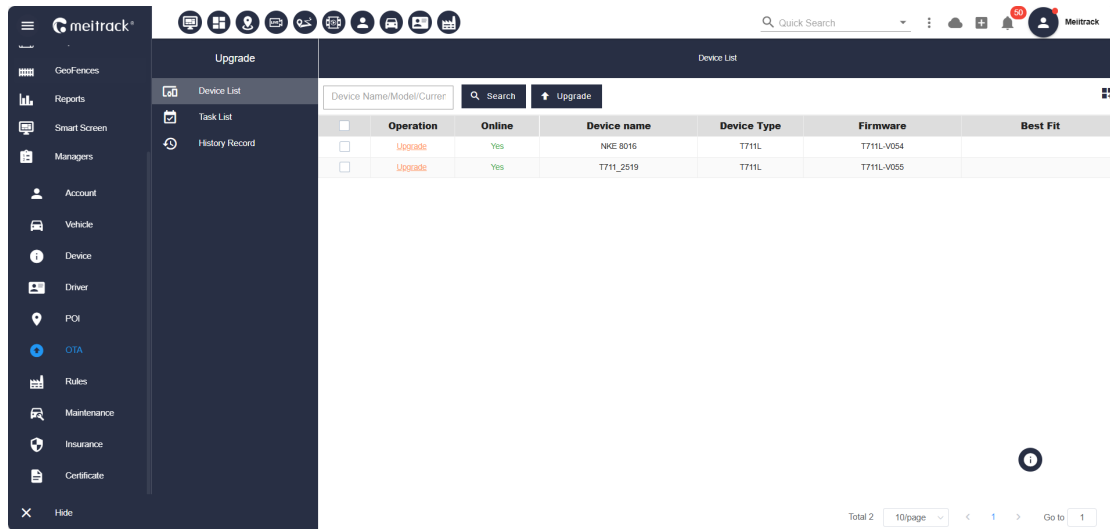 meitrack®
Quick Search
50
Meitrack
GeoFences
Reports
Smart Screen
Managers
Account
Vehicle
Device
Driver
POI
OTA
Rules
Maintenance
Insurance
Certificate
Hide
Upgrade
Device List
Task List
History Record
Device List
Device Name/Model/Curren
Search
Upgrade
Operation Online Device name Device Type Firmware Best Fit
Upgrade Yes NKE 8016 T711L T711L-V054
Upgrade Yes T711_2519 T711L T711L-V055
Total 2 10/page 1 Go to 1